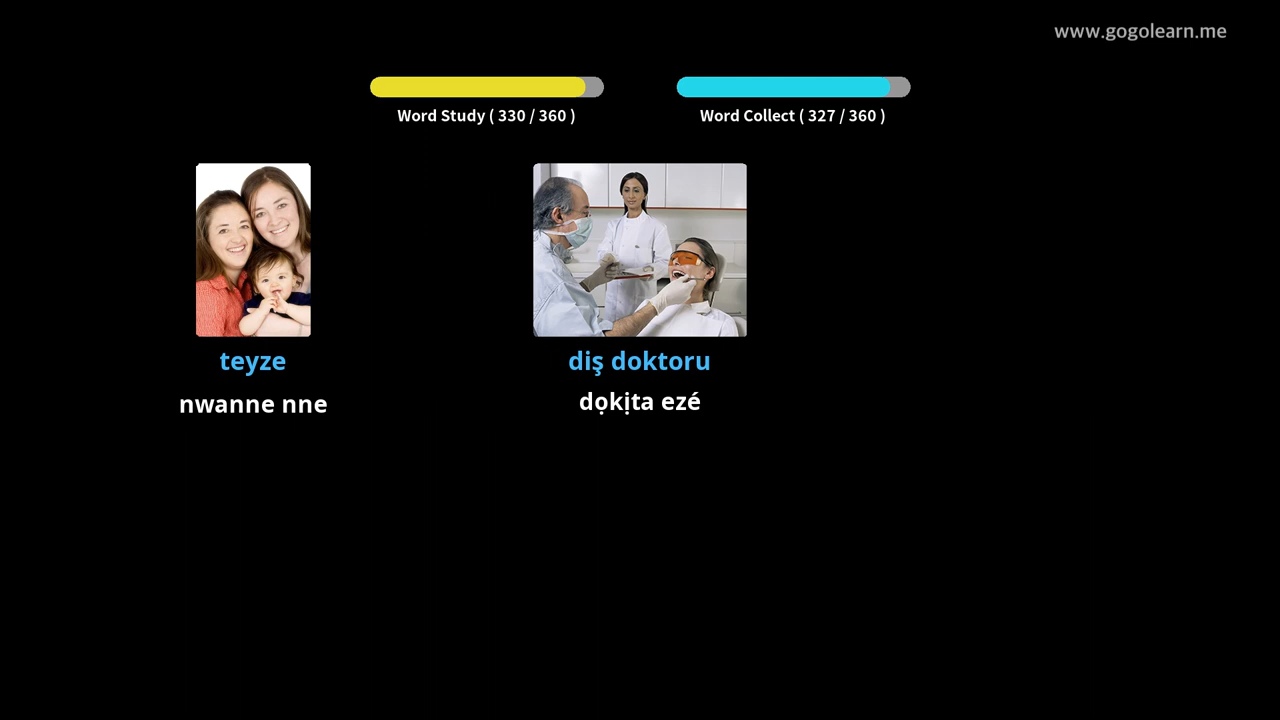 www.gogolearn.me
Word Study ( 330 / 360 )
Word Collect ( 327 / 360 )
teyze
nwanne nne
diş doktoru
dọkịta ezé